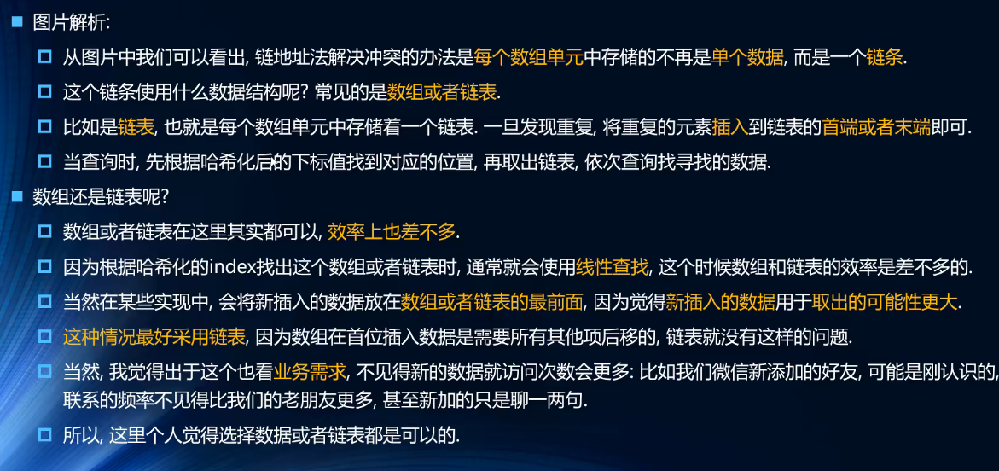 图片解析:
从图片中我们可以看出, 链地址法解决冲突的办法是每个数组单元中存储的不再是单个数据, 而是一个链条.
这个链条使用什么数据结构呢? 常见的是数组或者链表.
比如是链表, 也就是每个数组单元中存储着一个链表. 一旦发现重复, 将重复的元素插入到链表的首端或者末端即可.
当查询时, 先根据哈希化后的下标值找到对应的位置, 再取出链表, 依次查询找寻找的数据.
数组还是链表呢?
数组或者链表在这里其实都可以, 效率上也差不多.
因为根据哈希化的index找出这个数组或者链表时, 通常就会使用线性查找, 这个时候数组和链表的效率是差不多的.
当然在某些实现中, 会将新插入的数据放在数组或者链表的最前面, 因为觉得新插入的数据用于取出的可能性更大.
这种情况最好采用链表, 因为数组在首位插入数据是需要所有其他项后移的, 链表就没有这样的问题.
当然, 我觉得出于这个也看业务需求, 不见得新的数据就访问次数会更多: 比如我们微信新添加的好友, 可能是刚认识的,
联系的频率不见得比我们的老朋友更多, 甚至新加的只是聊一两句.
所以, 这里个人觉得选择数据或者链表都是可以的.